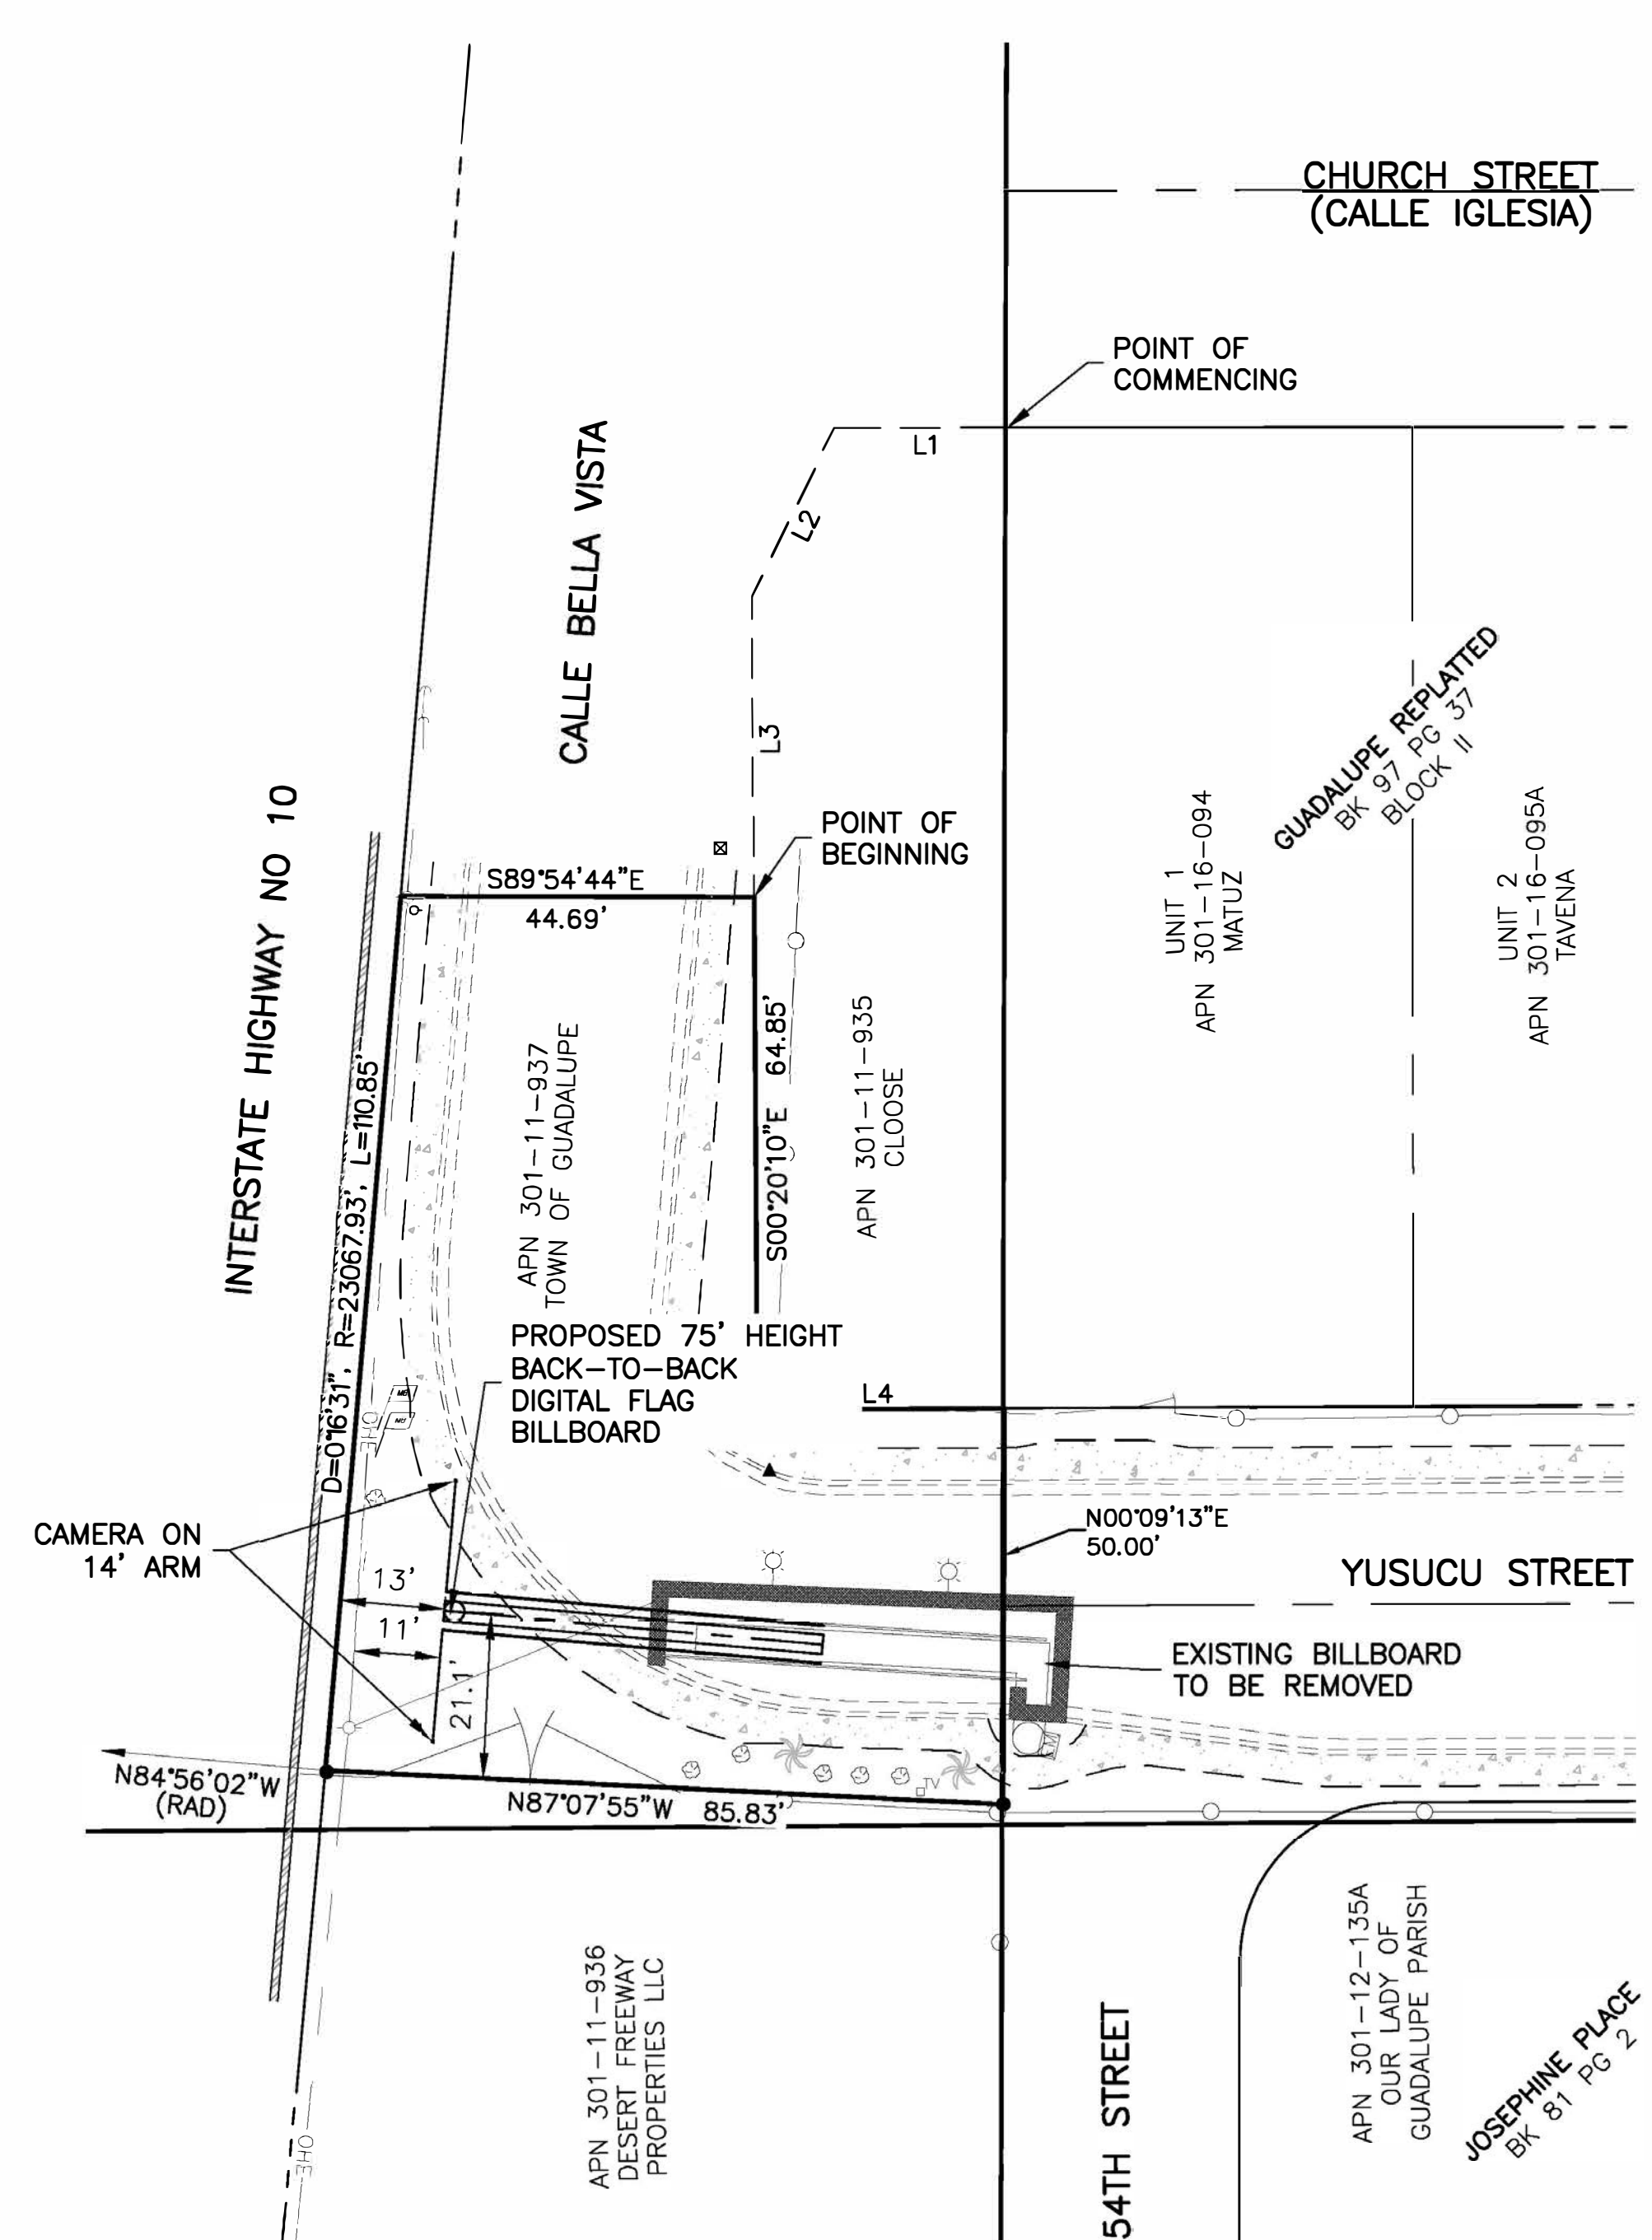 CHURCH STREET
(CALLE IGLESIA)
POINT OF
COMMENCING
L1
L2
L3
CALLE BELLA VISTA
GUADALUPE REPLATTED
BK 97 PG 37
BLOCK II
INTERSTATE HIGHWAY NO 10
POINT OF
BEGINNING
UNIT 1
APN 301-16-094
MATUZ
UNIT 2
APN 301-16-095A
TAVENA
S89°54'44"E
44.69'
D=0°16'31", R=23067.93', L=110.85'
APN 301-11-937
TOWN OF GUADALUPE
S00°20'10"E 64.85'
APN 301-11-935
CLOOSE
PROPOSED 75' HEIGHT
BACK-TO-BACK
DIGITAL FLAG
BILLBOARD
L4
OHE
CAMERA ON
14' ARM
N00°09'13"E
50.00'
YUSUCU STREET
13'
11'
21.1'
EXISTING BILLBOARD
TO BE REMOVED
N84°56'02"W
(RAD)
N87°07'55"W 85.83'
TV
APN 301-11-936
DESERT FREEWAY
PROPERTIES LLC
54TH STREET
APN 301-12-135A
OUR LADY OF
GUADALUPE PARISH
JOSEPHINE PLACE
BK 81 PG 2
OHE